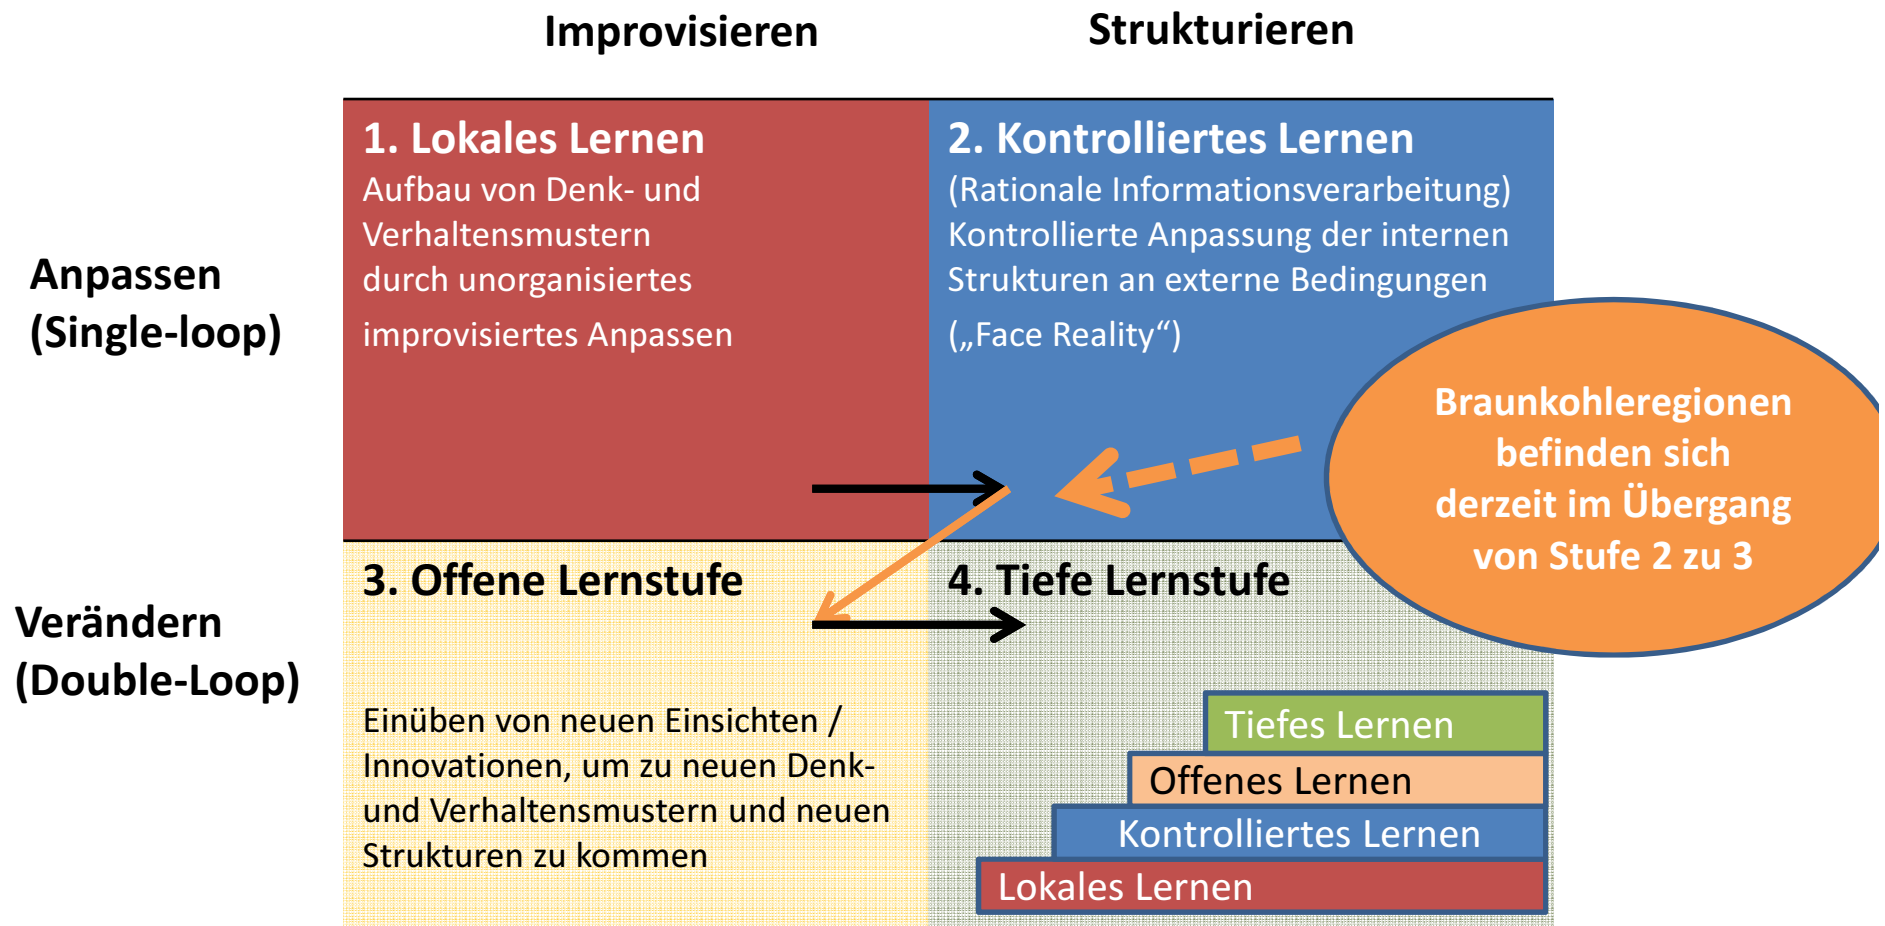 Improvisieren
Strukturieren
Anpassen
(Single-loop)
1. Lokales Lernen
Aufbau von Denk- und
Verhaltensmustern
durch unorganisiertes
improvisiertes Anpassen
2. Kontrolliertes Lernen
(Rationale Informationsverarbeitung)
Kontrollierte Anpassung der internen
Strukturen an externe Bedingungen
(„Face Reality“)
Braunkohleregionen
befinden sich
derzeit im Übergang
von Stufe 2 zu 3
Verändern
(Double-Loop)
3. Offene Lernstufe
Einüben von neuen Einsichten /
Innovationen, um zu neuen Denk-
und Verhaltensmustern und neuen
Strukturen zu kommen
4. Tiefe Lernstufe
Tiefes Lernen
Offenes Lernen
Kontrolliertes Lernen
Lokales Lernen